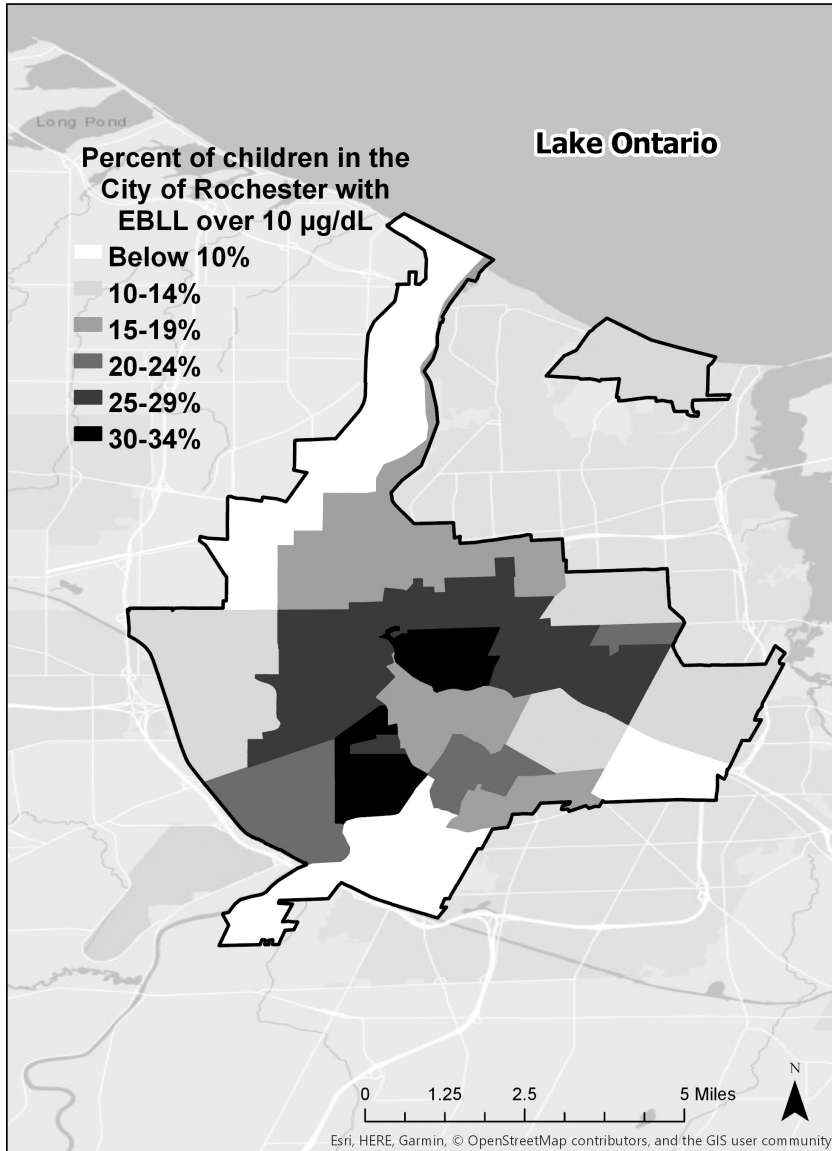 Long Pond
Lake Ontario
Percent of children in the
City of Rochester with
EBLL over 10 µg/dL
Below 10%
10-14%
15-19%
20-24%
25-29%
30-34%
N
0 1.25 2.5 5 Miles
Esri, HERE, Garmin, © OpenStreetMap contributors, and the GIS user community